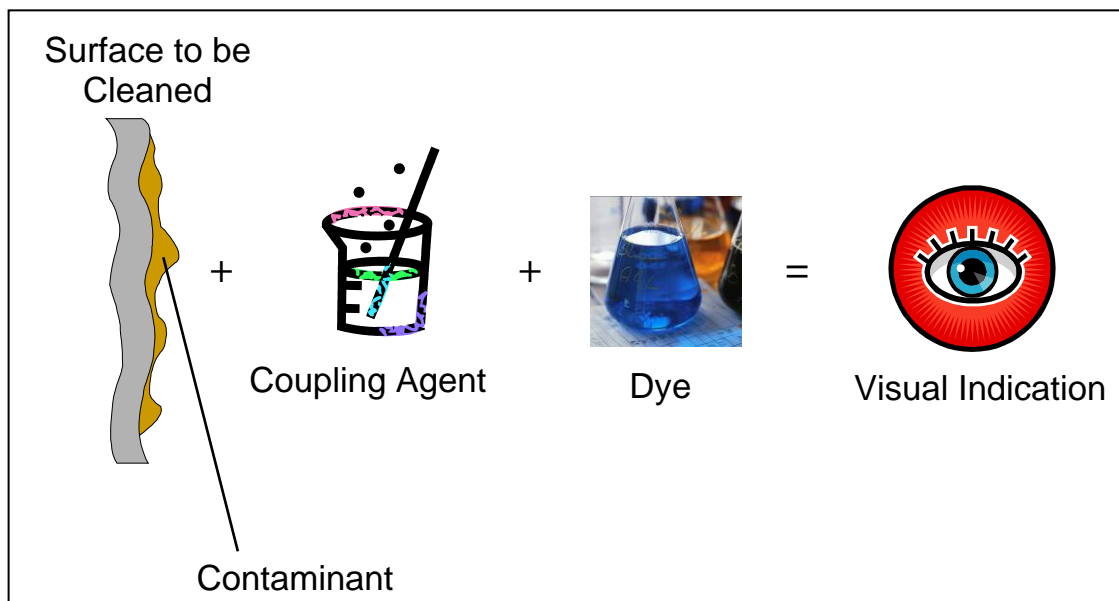 Surface to be
Cleaned
+
+
=
Coupling Agent
Dye
Visual Indication
Contaminant